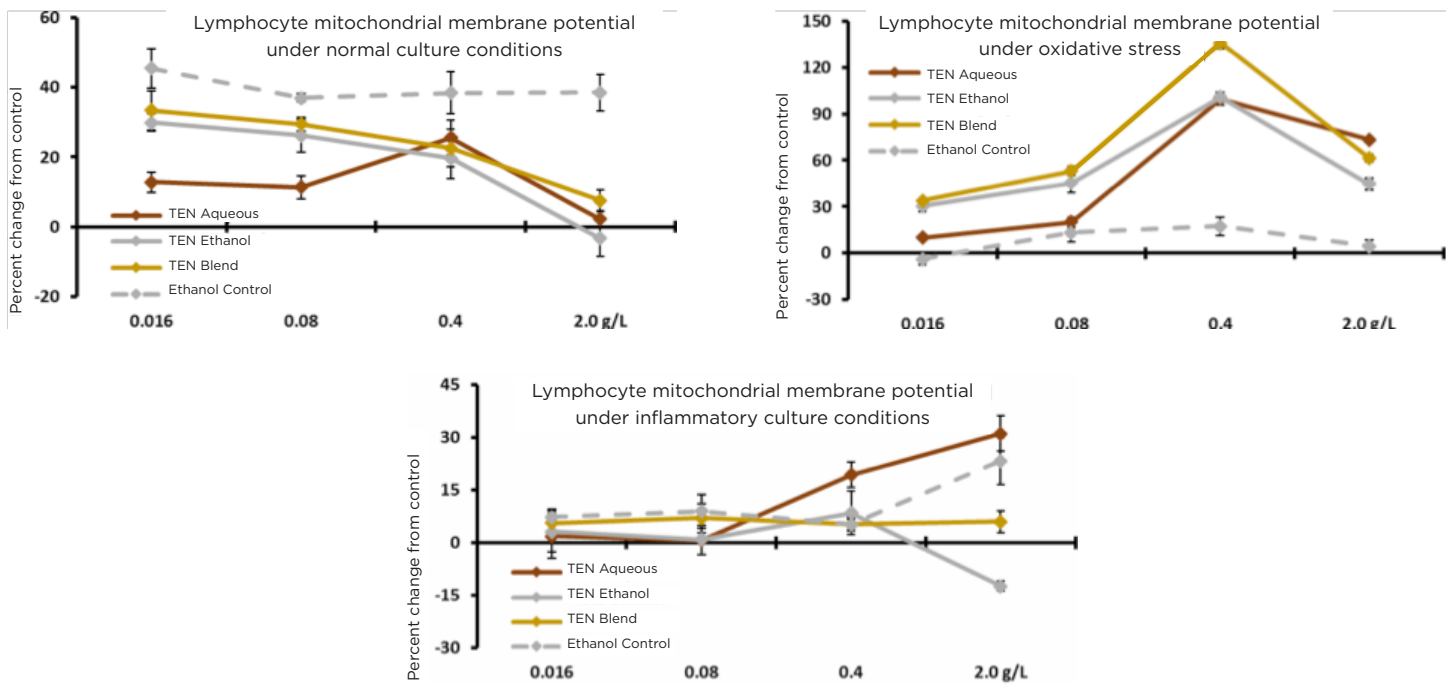 Lymphocyte mitochondrial membrane potential
under normal culture conditions
Percent change from control
60
40
20
0
-20
TEN Aqueous
TEN Ethanol
TEN Blend
Ethanol Control
0.016 0.08 0.4 2.0 g/L
Lymphocyte mitochondrial membrane potential
under oxidative stress
Percent change from control
150
120
90
60
30
0
-30
TEN Aqueous
TEN Ethanol
TEN Blend
Ethanol Control
0.016 0.08 0.4 2.0 g/L
Lymphocyte mitochondrial membrane potential
under inflammatory culture conditions
Percent change from control
45
30
15
0
-15
-30
TEN Aqueous
TEN Ethanol
TEN Blend
Ethanol Control
0.016 0.08 0.4 2.0 g/L